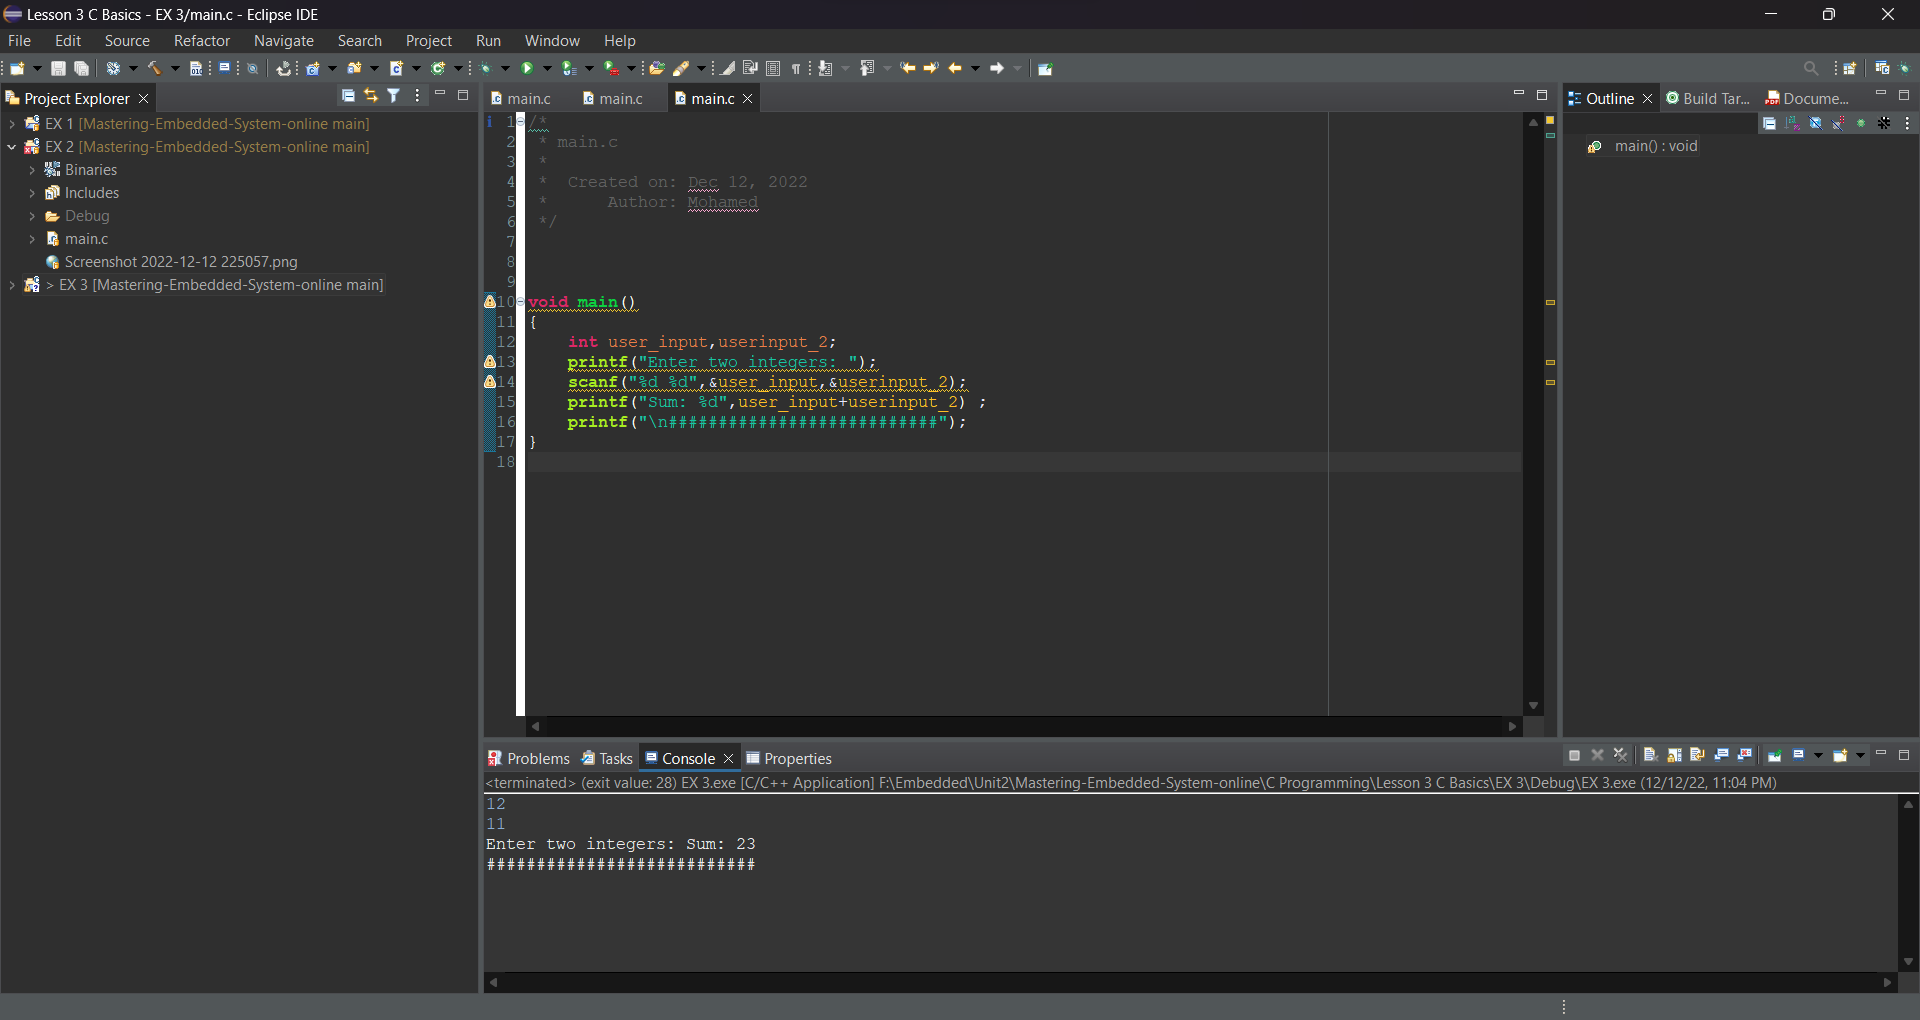 Lesson 3 C Basics - EX 3/main.c - Eclipse IDE
File Edit Source Refactor Navigate Search Project Run Window Help
Project Explorer
EX 1 [Mastering-Embedded-System-online main]
EX 2 [Mastering-Embedded-System-online main]
Binaries
Includes
Debug
main.c
Screenshot 2022-12-12 225057.png
> EX 3 [Mastering-Embedded-System-online main]
main.c main.c main.c
1 /*
2 * main.c
3 *
4 * Created on: Dec 12, 2022
5 * Author: Mohamed
6 */
7
8
9
10 void main()
11 {
12 int user_input,userinput_2;
13 printf("Enter two integers: ");
14 scanf("%d %d",&user_input,&userinput_2);
15 printf("Sum: %d",user_input+userinput_2) ;
16 printf("\n###########################");
17 }
18
Outline Build Tar... Docume...
main() : void
Problems Tasks Console Properties
<terminated> (exit value: 28) EX 3.exe [C/C++ Application] F:\Embedded\Unit2\Mastering-Embedded-System-online\C Programming\Lesson 3 C Basics\EX 3\Debug\EX 3.exe (12/12/22, 11:04 PM)
12
11
Enter two integers: Sum: 23
###########################